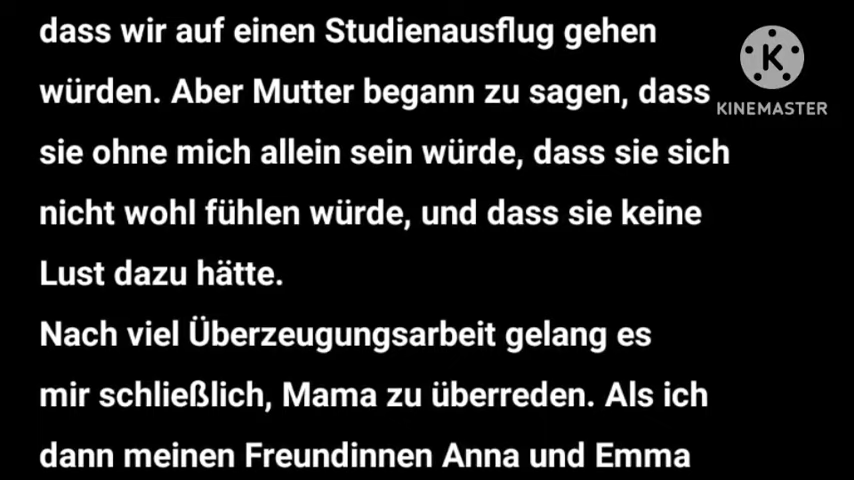 dass wir auf einen Studienausflug gehen
würden. Aber Mutter begann zu sagen, dass
sie ohne mich allein sein würde, dass sie sich
nicht wohl fühlen würde, und dass sie keine
Lust dazu hätte.
Nach viel Überzeugungsarbeit gelang es
mir schließlich, Mama zu überreden. Als ich
dann meinen Freundinnen Anna und Emma
K
KINEMASTER